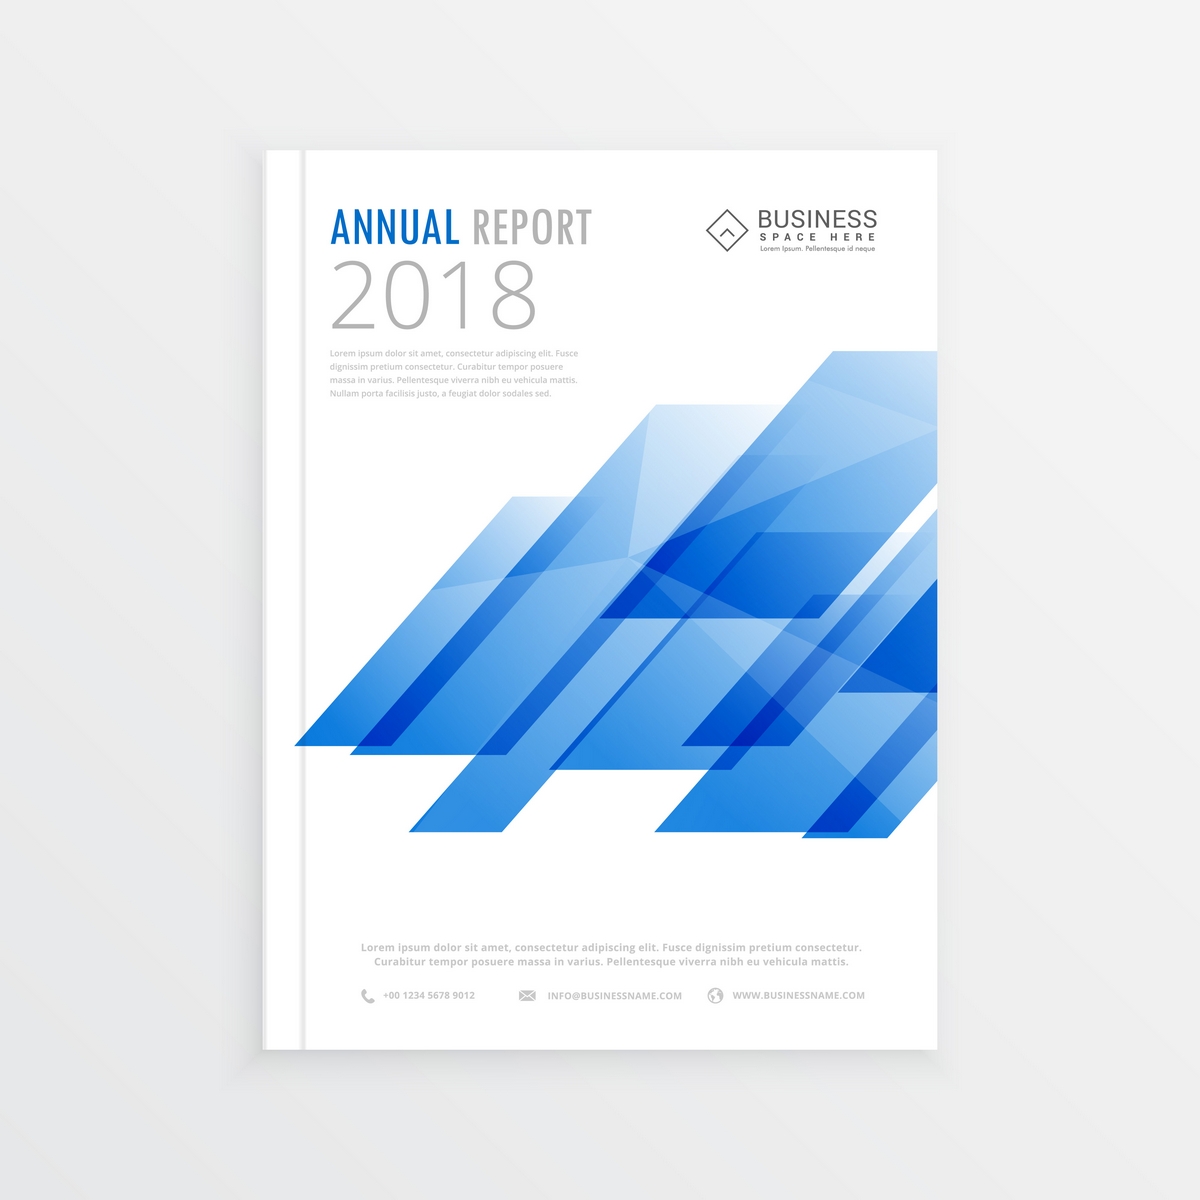 ANNUAL REPORT
2018
Lorem ipsum dolor sit amet, consectetur adipiscing elit. Fusce
dignissim pretium consectetur. Curabitur tempor posuere
massa in varius. Pellentesque viverra nibh eu vehicula mattis.
Nullam porta facilisis justo, a feugiat dolor sodales sed.
BUSINESS
SPACE HERE
Lorem Ipsum. Pellentesque id neque
Lorem ipsum dolor sit amet, consectetur adipiscing elit. Fusce dignissim pretium consectetur.
Curabitur tempor posuere massa in varius. Pellentesque viverra nibh eu vehicula mattis.
+00 1234 5678 9012 INFO@BUSINESSNAME.COM WWW.BUSINESSNAME.COM